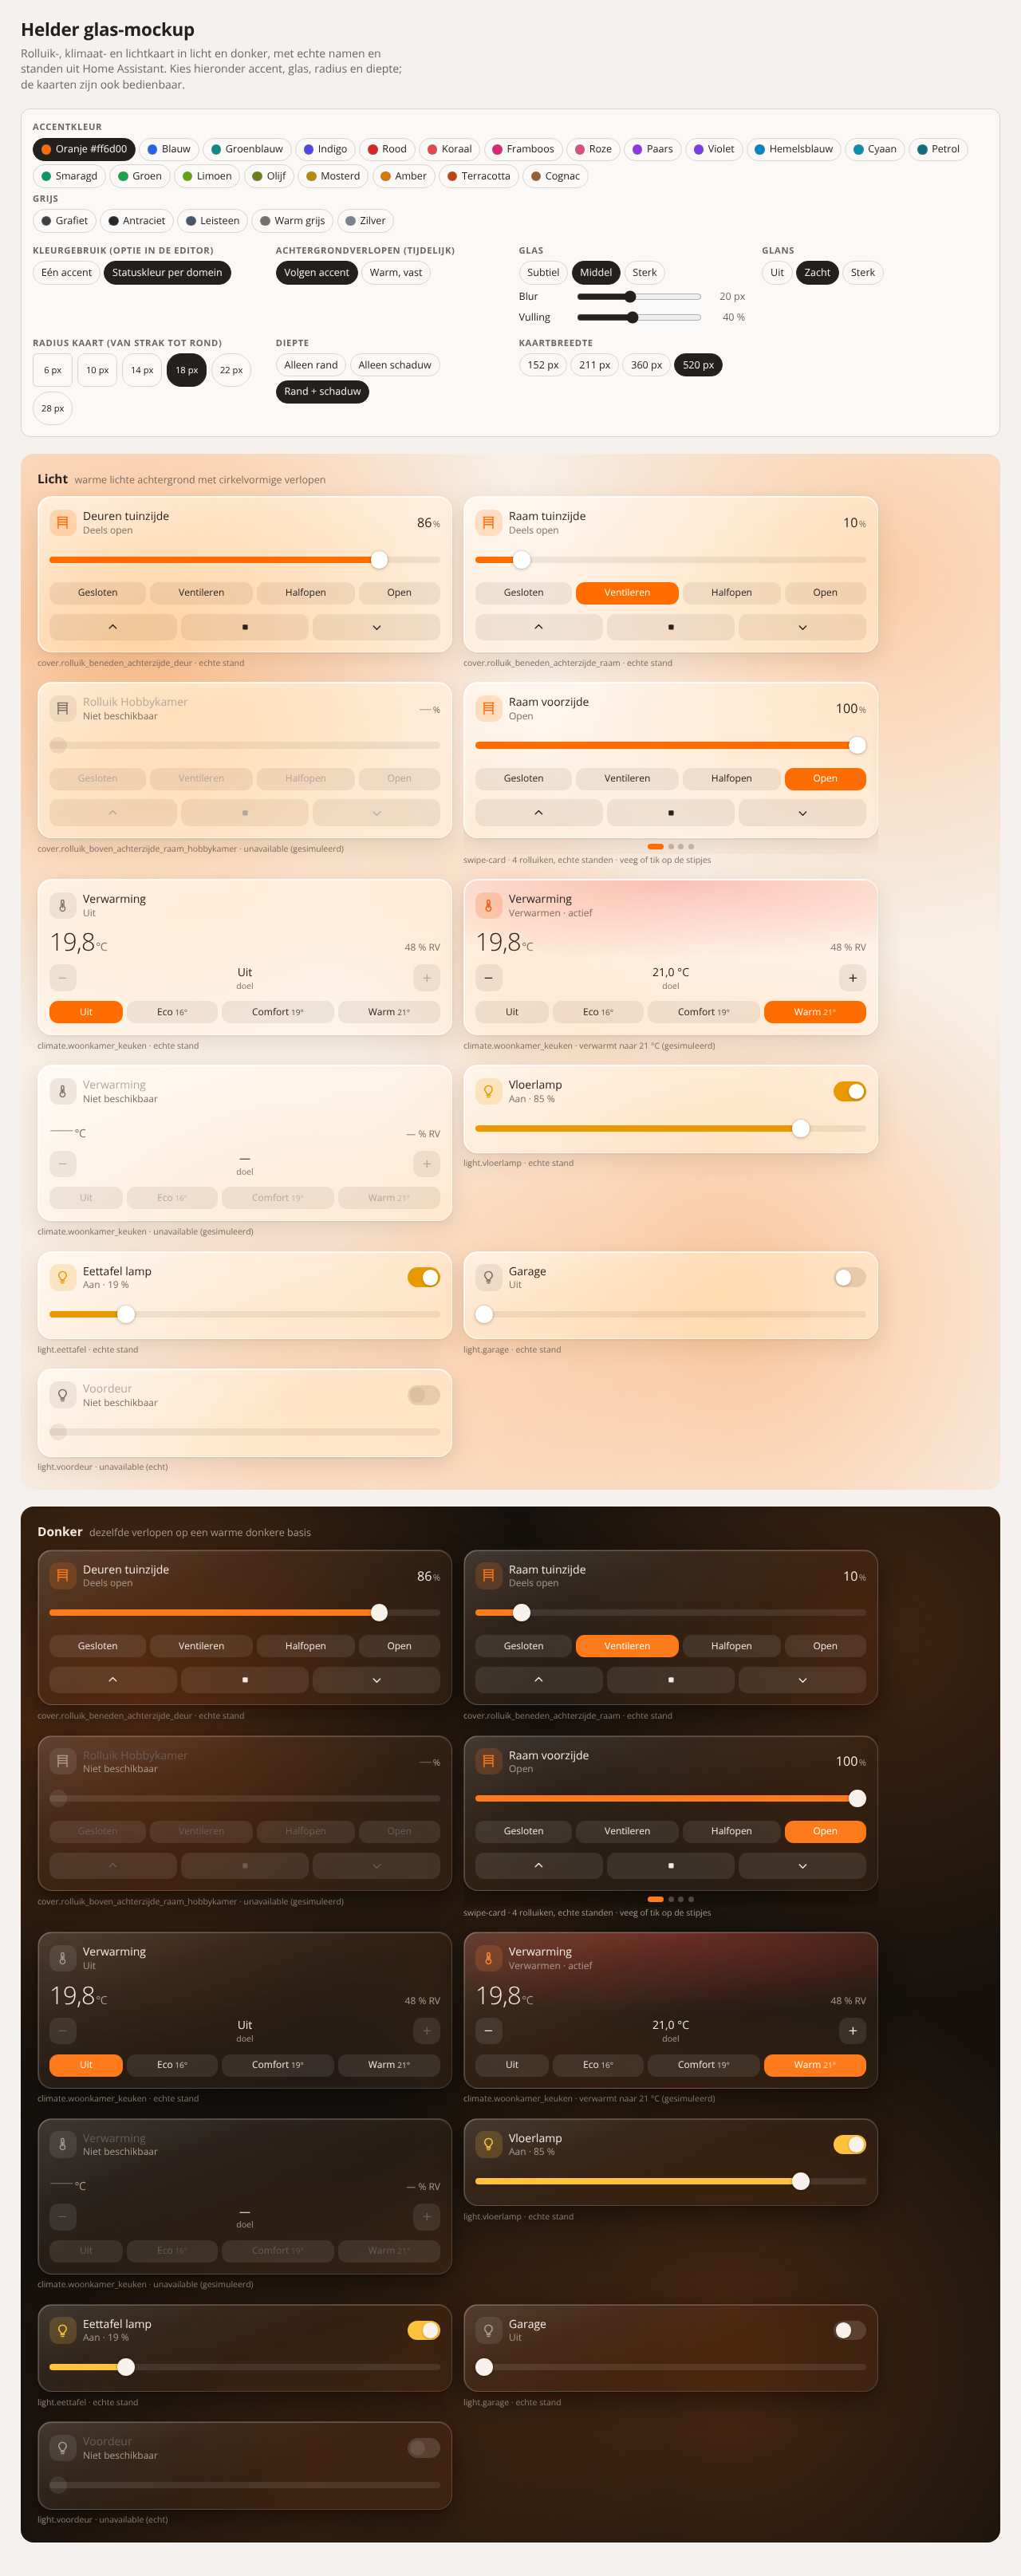 Helder glas-mockup
Rolluik-, klimaat- en lichtkaart in licht en donker, met echte namen en
standen uit Home Assistant. Kies hieronder accent, glas, radius en diepte;
de kaarten zijn ook bedienbaar.
ACCENTKLEUR
Oranje #ff6d00 Blauw Groenblauw Indigo Rood Koraal Framboos Roze Paars Violet Hemelsblauw Cyaan Petrol
Smaragd Groen Limoen Olijf Mosterd Amber Terracotta Cognac
GRIJS
Grafiet Antraciet Leisteen Warm grijs Zilver
KLEURGEBRUIK (OPTIE IN DE EDITOR) ACHTERGRONDVERLOPEN (TIJDELIJK) GLAS GLANS
Eén accent Statuskleur per domein Volgen accent Warm, vast Subtiel Middel Sterk Uit Zacht Sterk
Blur 20 px
Vulling 40 %
RADIUS KAART (VAN STRAK TOT ROND) DIEPTE KAARTBREEDTE
6 px 10 px 14 px 18 px 22 px Alleen rand Alleen schaduw 152 px 211 px 360 px 520 px
28 px Rand + schaduw
Licht warme lichte achtergrond met cirkelvormige verlopen
Deuren tuinzijde 86% Raam tuinzijde 10%
Deels open Deels open
Gesloten Ventileren Halfopen Open Gesloten Ventileren Halfopen Open
cover.rolluik_beneden_achterzijde_deur · echte stand cover.rolluik_beneden_achterzijde_raam · echte stand
Rolluik Hobbykamer —% Raam voorzijde 100%
Niet beschikbaar Open
Gesloten Ventileren Halfopen Open Gesloten Ventileren Halfopen Open
cover.rolluik_boven_achterzijde_raam_hobbykamer · unavailable (gesimuleerd)
swipe-card · 4 rolluiken, echte standen · veeg of tik op de stipjes
Verwarming Verwarming
Uit Verwarmen · actief
19,8°C 48 % RV 19,8°C 48 % RV
− Uit + − 21,0 °C +
doel doel
Uit Eco 16° Comfort 19° Warm 21° Uit Eco 16° Comfort 19° Warm 21°
climate.woonkamer_keuken · echte stand climate.woonkamer_keuken · verwarmt naar 21 °C (gesimuleerd)
Verwarming Vloerlamp
Niet beschikbaar Aan · 85 %
—°C — % RV
− — +
doel
light.vloerlamp · echte stand
Uit Eco 16° Comfort 19° Warm 21°
climate.woonkamer_keuken · unavailable (gesimuleerd)
Eettafel lamp Garage
Aan · 19 % Uit
light.eettafel · echte stand light.garage · echte stand
Voordeur
Niet beschikbaar
light.voordeur · unavailable (echt)
Donker dezelfde verlopen op een warme donkere basis
Deuren tuinzijde 86% Raam tuinzijde 10%
Deels open Deels open
Gesloten Ventileren Halfopen Open Gesloten Ventileren Halfopen Open
cover.rolluik_beneden_achterzijde_deur · echte stand cover.rolluik_beneden_achterzijde_raam · echte stand
Rolluik Hobbykamer —% Raam voorzijde 100%
Niet beschikbaar Open
Gesloten Ventileren Halfopen Open Gesloten Ventileren Halfopen Open
cover.rolluik_boven_achterzijde_raam_hobbykamer · unavailable (gesimuleerd)
swipe-card · 4 rolluiken, echte standen · veeg of tik op de stipjes
Verwarming Verwarming
Uit Verwarmen · actief
19,8°C 48 % RV 19,8°C 48 % RV
− Uit + − 21,0 °C +
doel doel
Uit Eco 16° Comfort 19° Warm 21° Uit Eco 16° Comfort 19° Warm 21°
climate.woonkamer_keuken · echte stand climate.woonkamer_keuken · verwarmt naar 21 °C (gesimuleerd)
Verwarming Vloerlamp
Niet beschikbaar Aan · 85 %
—°C — % RV
− — +
doel
light.vloerlamp · echte stand
Uit Eco 16° Comfort 19° Warm 21°
climate.woonkamer_keuken · unavailable (gesimuleerd)
Eettafel lamp Garage
Aan · 19 % Uit
light.eettafel · echte stand light.garage · echte stand
Voordeur
Niet beschikbaar
light.voordeur · unavailable (echt)